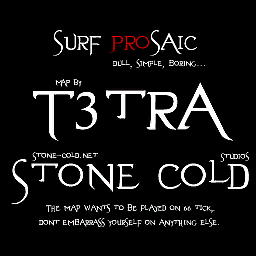 SURF PROSAIC
DULL, SIMPLE, BORING...
MAP BY
T3TRA
STONE-COLD.NET STUDIOS
STONE COLD
THE MAP WANTS TO BE PLAYED ON 66 TICK,
DONT EMBARRASS YOURSELF ON ANYTHING ELSE.